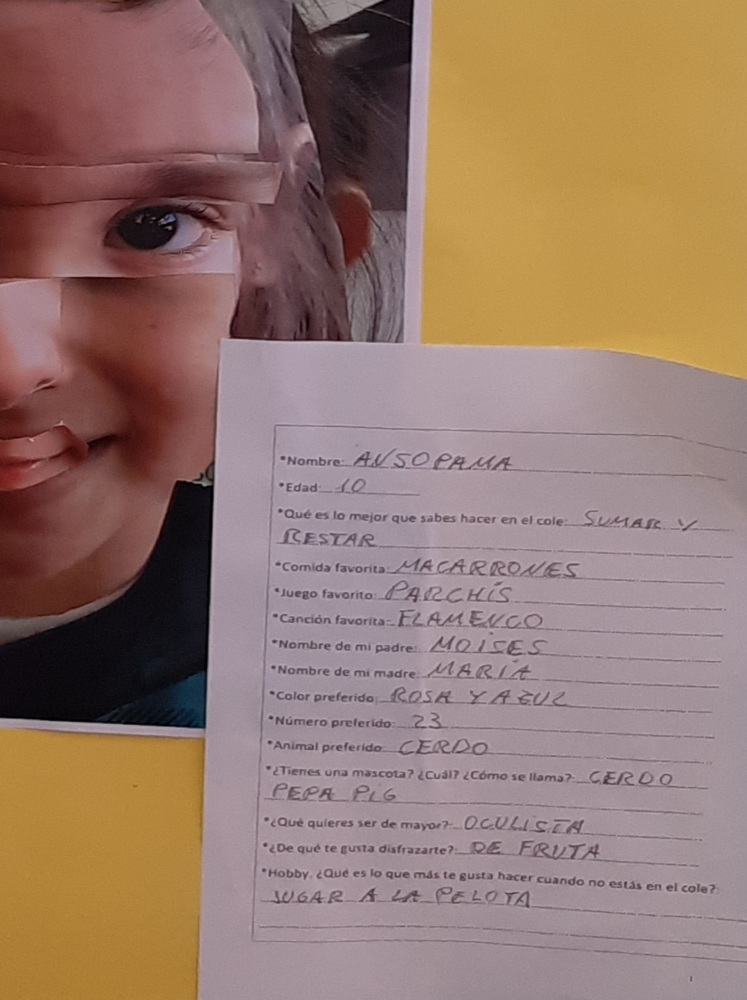 *Nombre: ANSOPAMA
*Edad: 10
*Qué es lo mejor que sabes hacer en el cole: SUMAR Y
RESTAR
*Comida favorita: MACARRONES
*Juego favorito: PARCHÍS
*Canción favorita: FLAMENCO
*Nombre de mi padre: MOISES
*Nombre de mi madre: MARÍA
*Color preferido: ROSA Y AZUL
*Número preferido: 23
*Animal preferido: CERDO
*¿Tienes una mascota? ¿Cuál? ¿Cómo se llama?: CERDO
PEPA PIG
*¿Qué quieres ser de mayor?: OCULISTA
*¿De qué te gusta disfrazarte?: DE FRUTA
*Hobby. ¿Qué es lo que más te gusta hacer cuando no estás en el cole?:
JUGAR A LA PELOTA
1